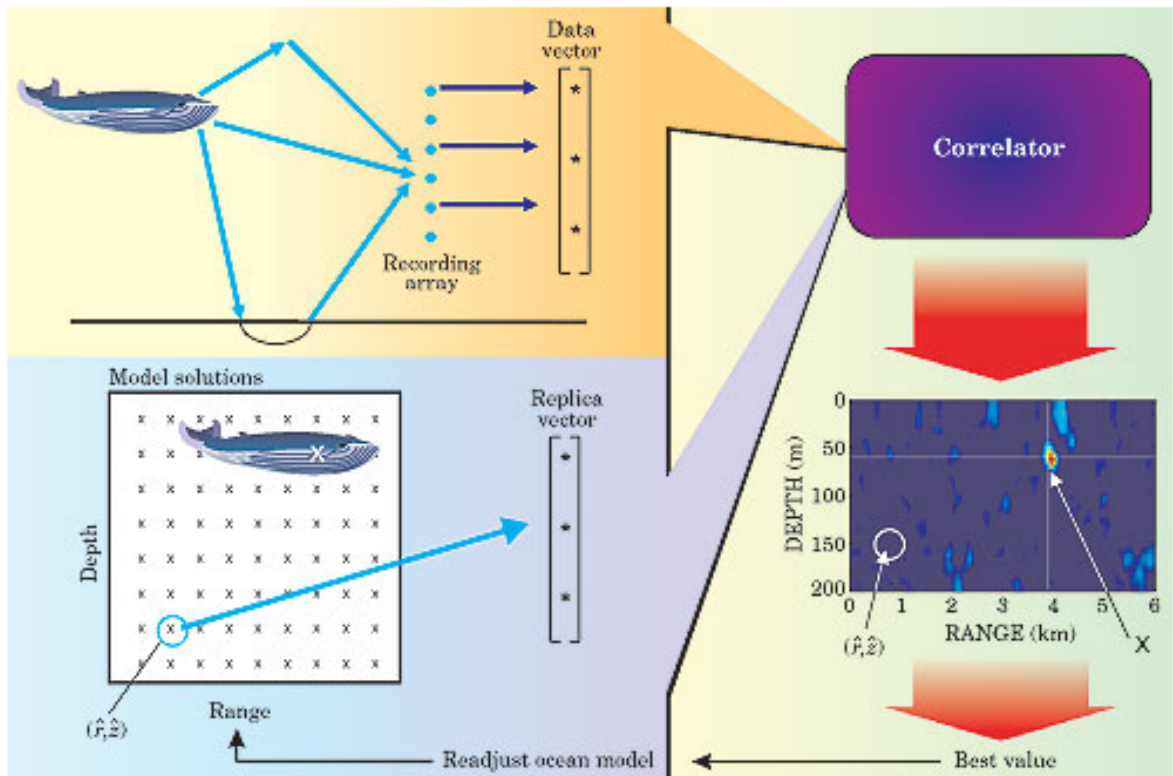 Data
vector
*
*
*
Recording
array
Correlator
Model solutions
x x x x x x x x
X
Depth
Range
(r̂,ẑ)
Replica
vector
*
*
*
0
50
100
150
200
DEPTH (m)
0 1 2 3 4 5 6
RANGE (km)
(r̂,ẑ)
X
Readjust ocean model
Best value